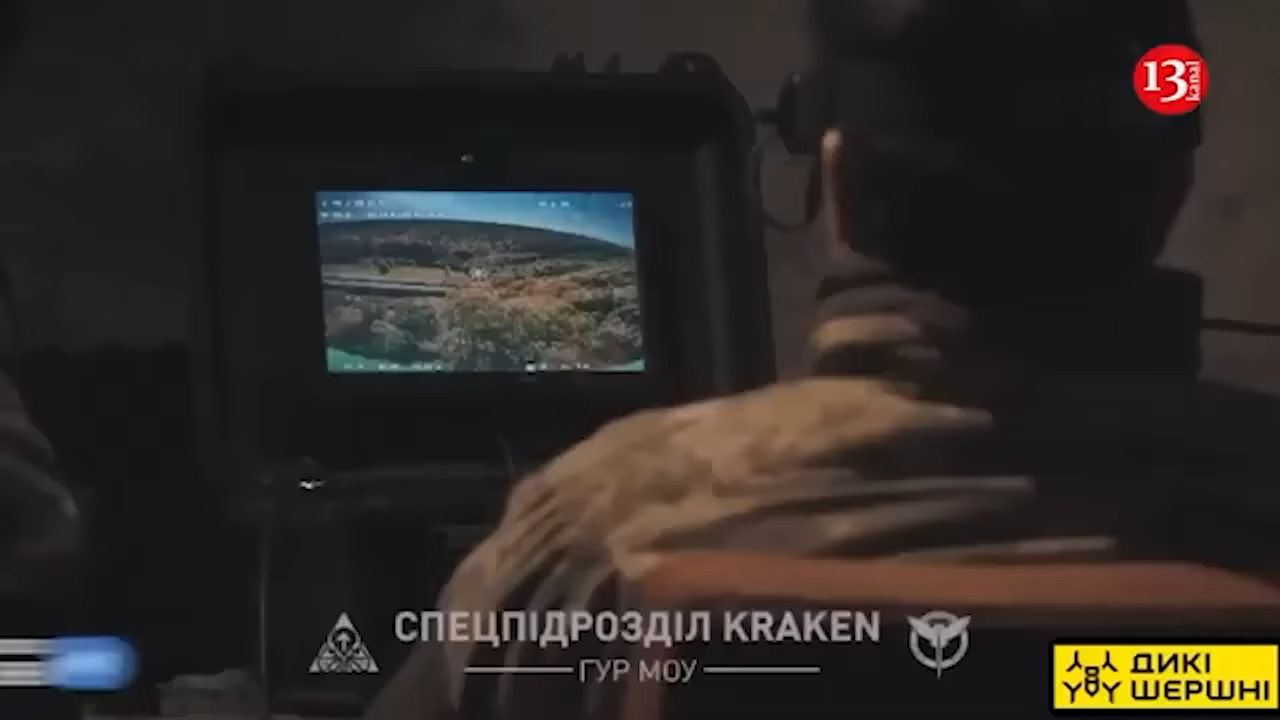 13
kanal
СПЕЦПІДРОЗДІЛ KRAKEN
ГУР МОУ
ДИКІ
ШЕРШНІ